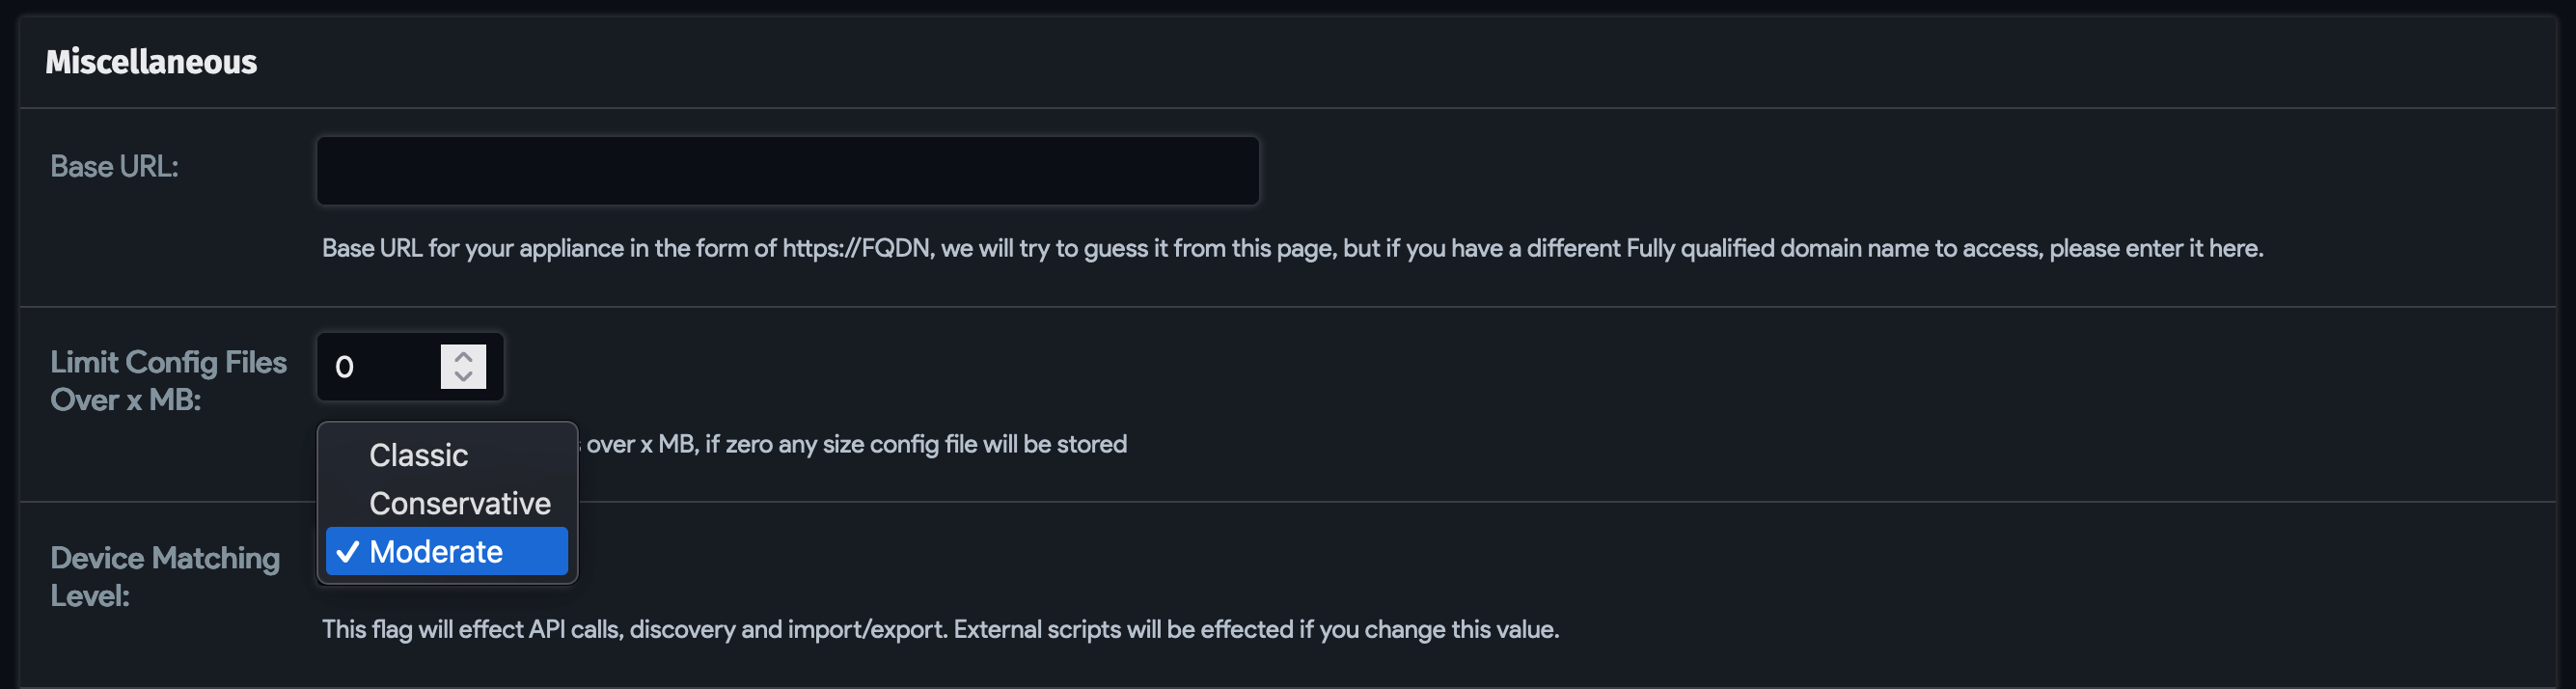 Miscellaneous
Base URL:
Base URL for your appliance in the form of https://FQDN, we will try to guess it from this page, but if you have a different Fully qualified domain name to access, please enter it here.
Limit Config Files
Over x MB:
0
over x MB, if zero any size config file will be stored
Classic
Conservative
✓ Moderate
Device Matching
Level:
This flag will effect API calls, discovery and import/export. External scripts will be effected if you change this value.